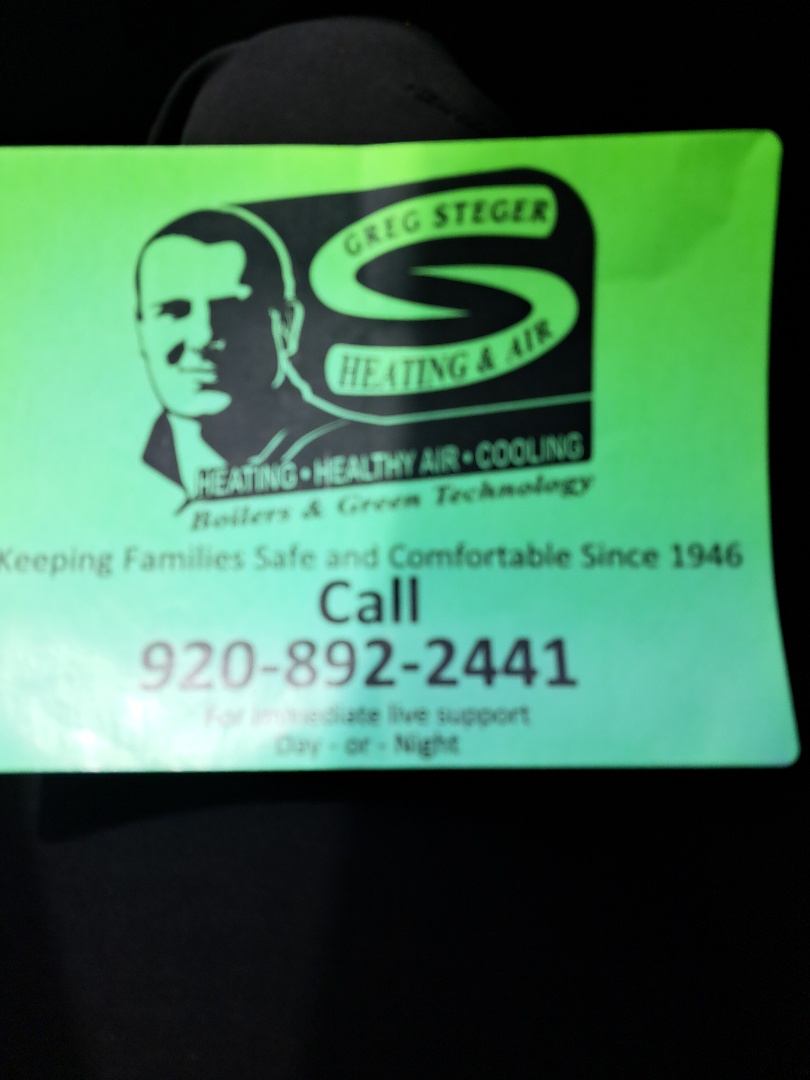 GREG STEGER
HEATING & AIR
HEATING • HEALTHY AIR • COOLING
Boilers & Green Technology
Keeping Families Safe and Comfortable Since 1946
Call
920-892-2441
For immediate live support
Day - or - Night